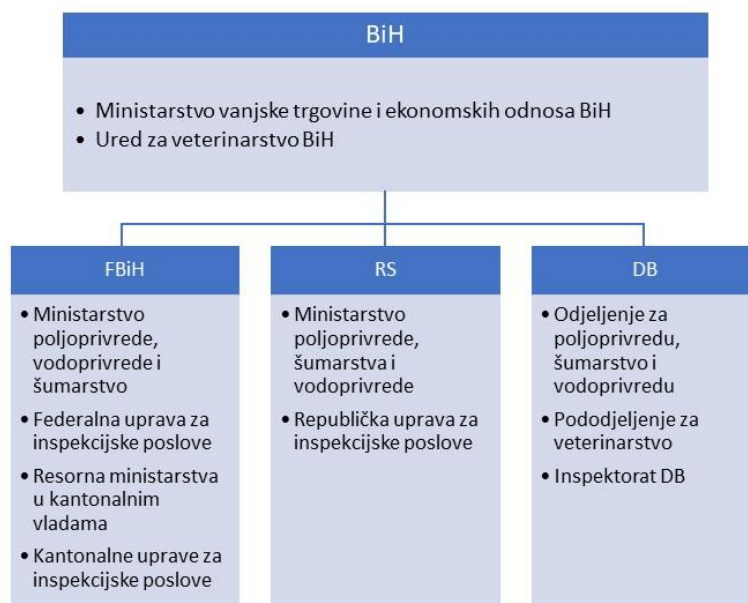 BiH
• Ministarstvo vanjske trgovine i ekonomskih odnosa BiH
• Ured za veterinarstvo BiH
FBiH
• Ministarstvo
poljoprivrede,
vodoprivrede i
šumarstvo
• Federalna uprava za
inspekcijske poslove
• Resorna ministarstva
u kantonalnim
vladama
• Kantonalne uprave za
inspekcijske poslove
RS
• Ministarstvo
poljoprivrede,
šumarstva i
vodoprivrede
• Republička uprava za
inspekcijske poslove
DB
• Odjeljenje za
poljoprivredu,
šumarstvo i
vodoprivredu
• Pododjeljenje za
veterinarstvo
• Inspektorat DB